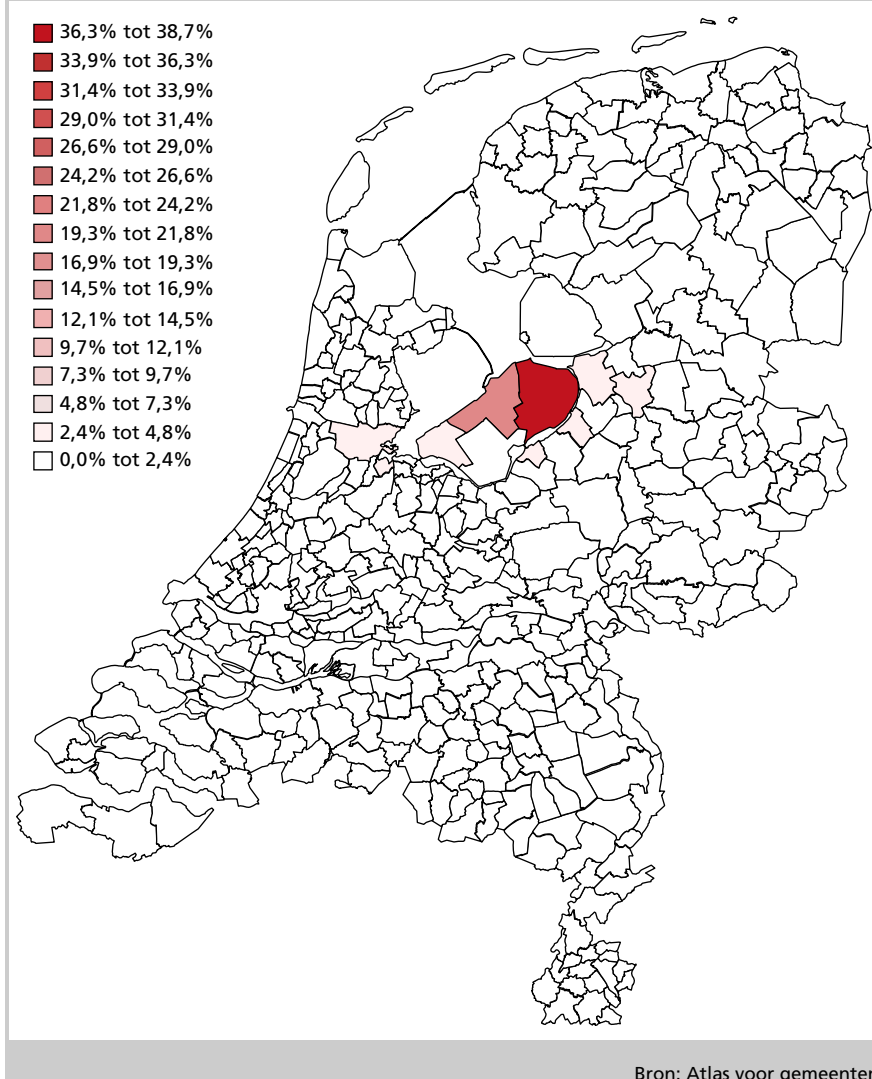 36,3% tot 38,7%
33,9% tot 36,3%
31,4% tot 33,9%
29,0% tot 31,4%
26,6% tot 29,0%
24,2% tot 26,6%
21,8% tot 24,2%
19,3% tot 21,8%
16,9% tot 19,3%
14,5% tot 16,9%
12,1% tot 14,5%
9,7% tot 12,1%
7,3% tot 9,7%
4,8% tot 7,3%
2,4% tot 4,8%
0,0% tot 2,4%
Bron: Atlas voor gemeenten